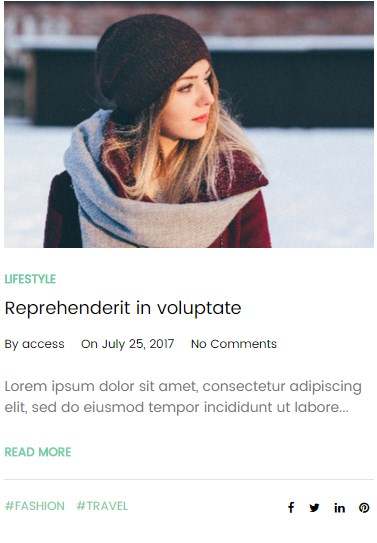 LIFESTYLE
Reprehenderit in voluptate
By access On July 25, 2017 No Comments
Lorem ipsum dolor sit amet, consectetur adipiscing
elit, sed do eiusmod tempor incididunt ut labore...
READ MORE
#FASHION #TRAVEL